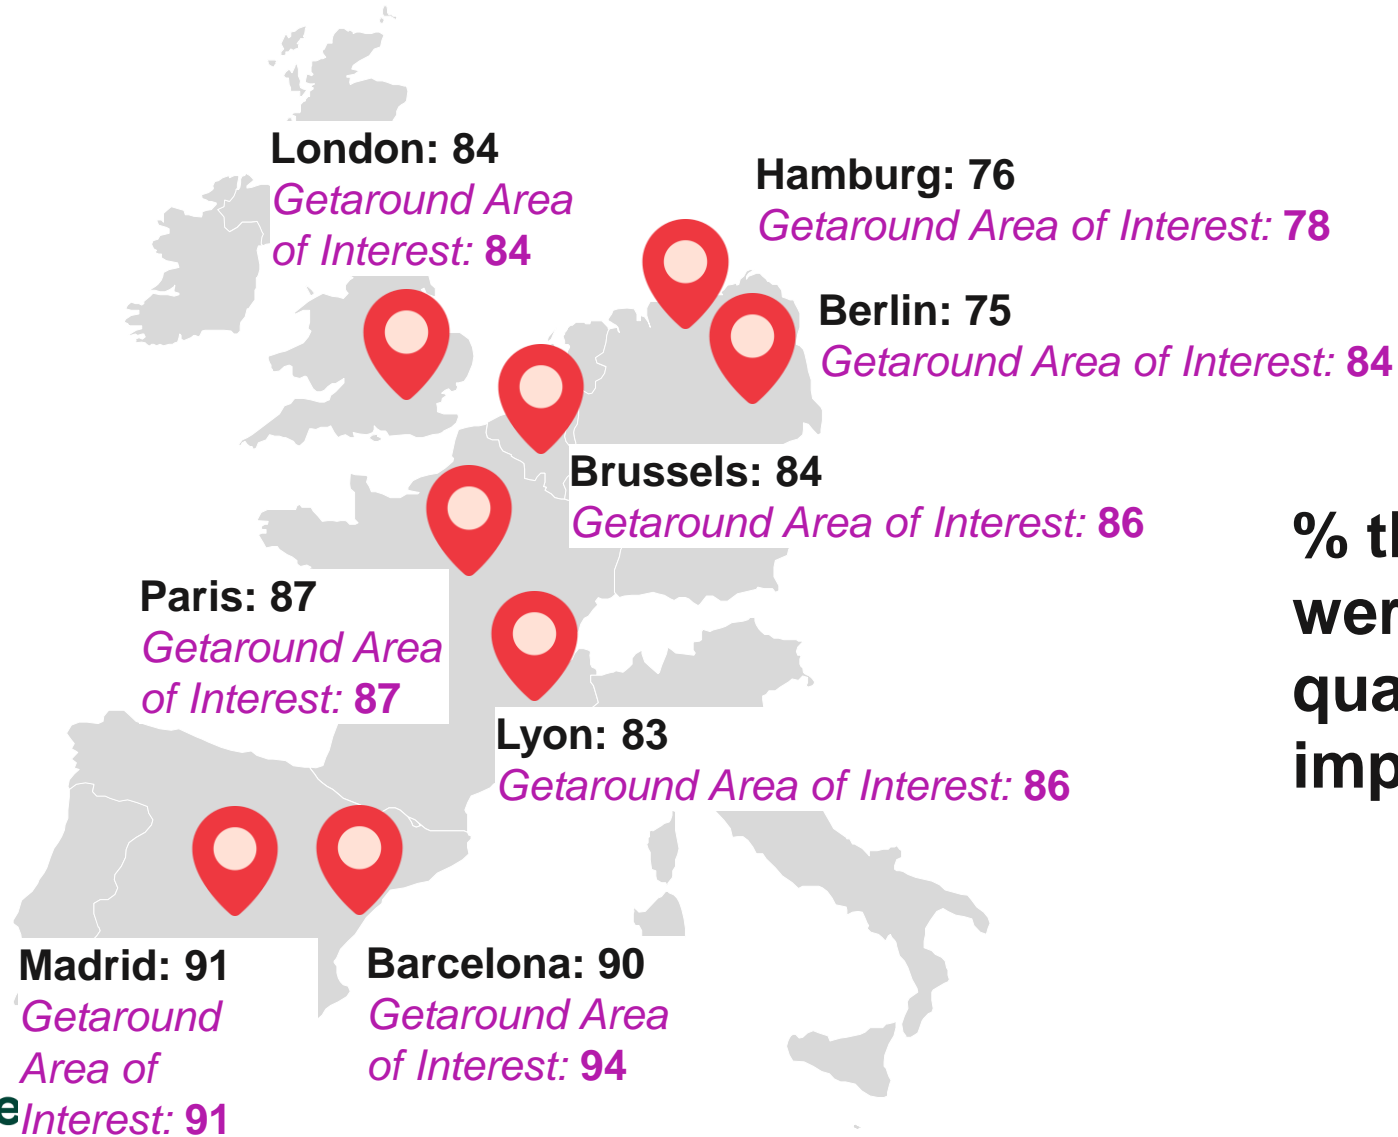 London: 84
Getaround Area
of Interest: 84
Hamburg: 76
Getaround Area of Interest: 78
Berlin: 75
Getaround Area of Interest: 84
Brussels: 84
Getaround Area of Interest: 86
Paris: 87
Getaround Area
of Interest: 87
Lyon: 83
Getaround Area of Interest: 86
Madrid: 91
Getaround
Area of
Interest: 91
Barcelona: 90
Getaround Area
of Interest: 94
%